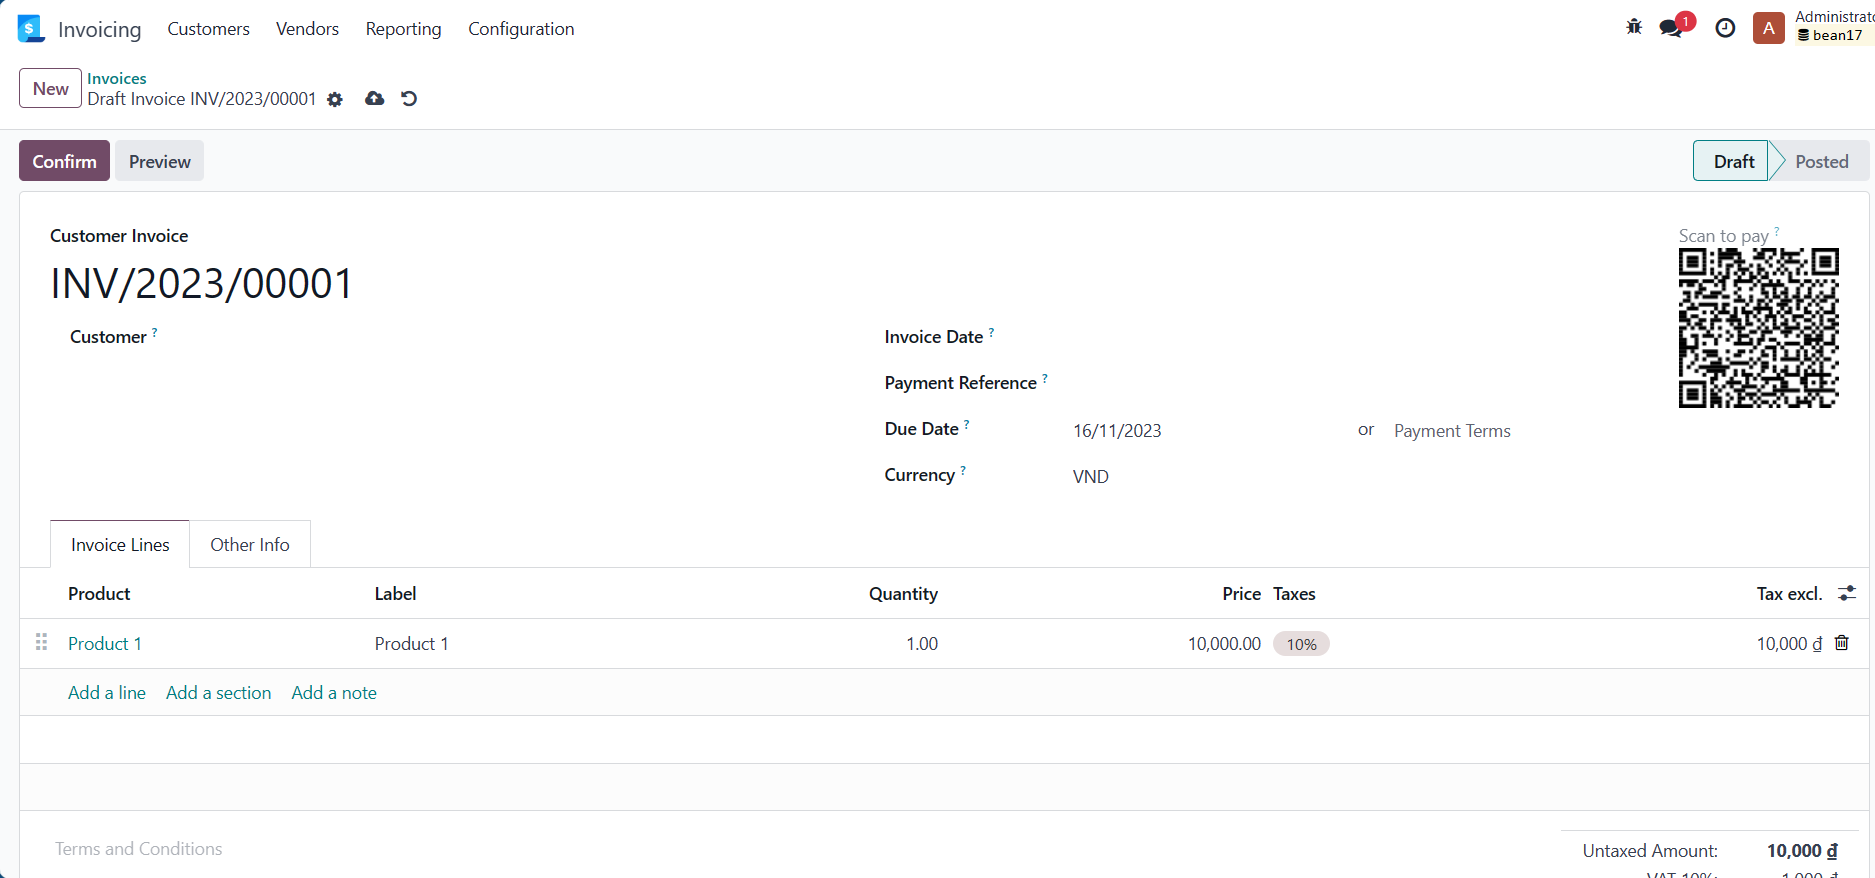 Invoicing Customers Vendors Reporting Configuration 1 A
bean17
New Invoices
Draft Invoice INV/2023/00001
Confirm Preview Draft Posted
Customer Invoice
Scan to pay ?
INV/2023/00001
Customer ? Invoice Date ?
Payment Reference ?
Due Date ? 16/11/2023 or Payment Terms
Currency ? VND
Invoice Lines Other Info
Product Label Quantity Price Taxes Tax excl.
Product 1 Product 1 1.00 10,000.00 10% 10,000 ₫
Add a line Add a section Add a note
Terms and Conditions
Untaxed Amount: 10,000 ₫
VAT 10%: 1,000 ₫